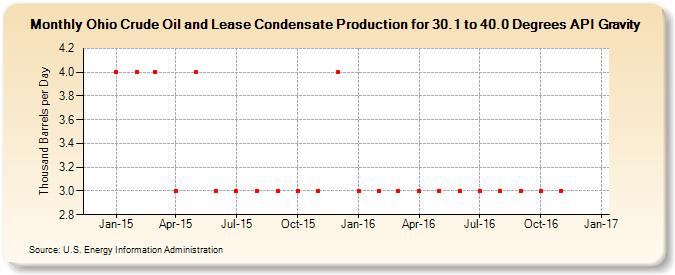 Monthly Ohio Crude Oil and Lease Condensate Production for 30.1 to 40.0 Degrees API Gravity
Thousand Barrels per Day
4.2
4.0
3.8
3.6
3.4
3.2
3.0
2.8
Jan-15 Apr-15 Jul-15 Oct-15 Jan-16 Apr-16 Jul-16 Oct-16 Jan-17
Source: U.S. Energy Information Administration